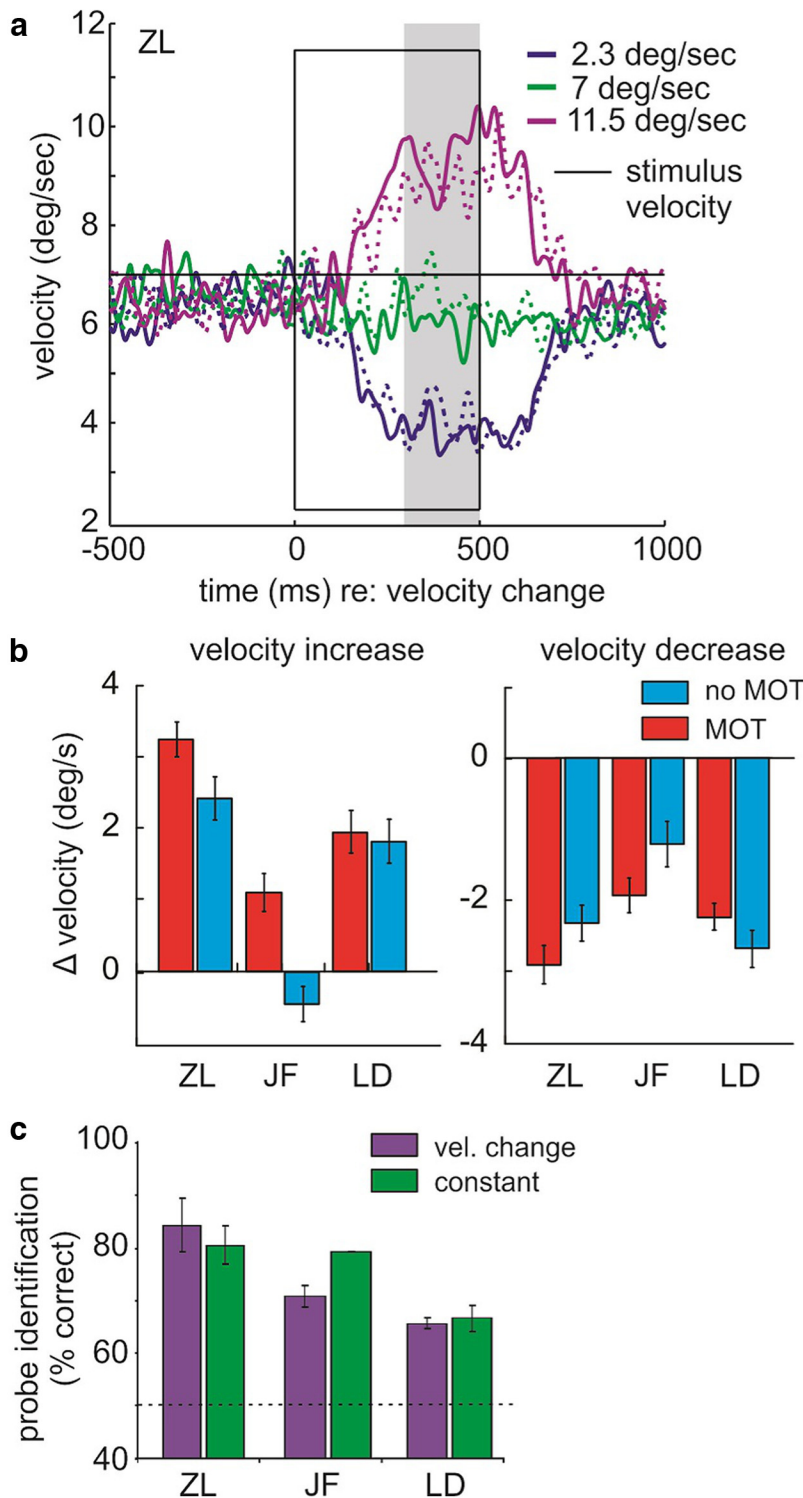 a
12
ZL
2.3 deg/sec
7 deg/sec
11.5 deg/sec
stimulus
velocity
10
8
6
4
2
velocity (deg/sec)
-500
0
500
1000
time (ms) re: velocity change
b
velocity increase
velocity decrease
no MOT
MOT
4
2
0
Δ velocity (deg/s)
0
-2
-4
ZL
JF
LD
ZL
JF
LD
c
vel. change
constant
100
80
60
40
probe identification
(% correct)
ZL
JF
LD